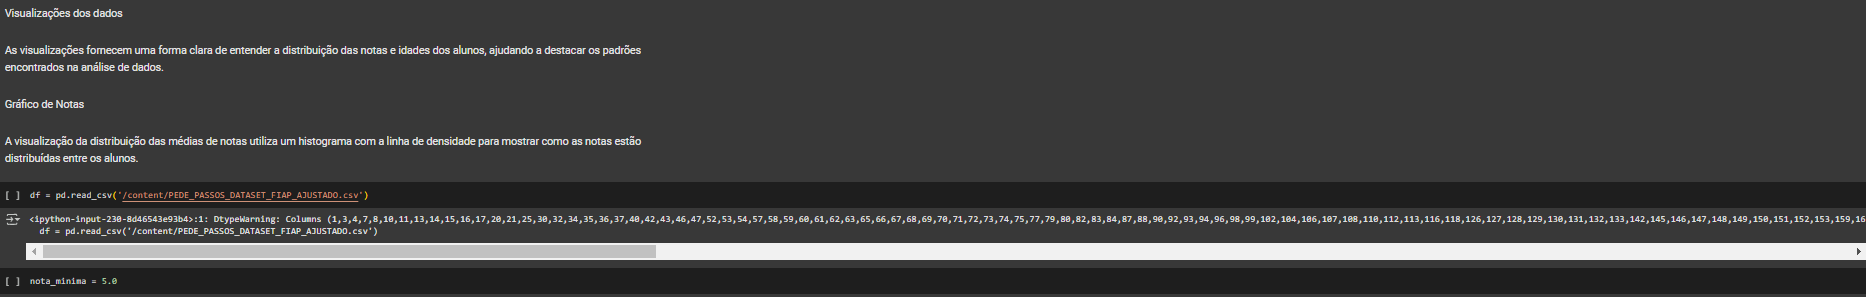 Visualizações dos dados
As visualizações fornecem uma forma clara de entender a distribuição das notas e idades dos alunos, ajudando a destacar os padrões
encontrados na análise de dados.
Gráfico de Notas
A visualização da distribuição das médias de notas utiliza um histograma com a linha de densidade para mostrar como as notas estão
distribuídas entre os alunos.
[ ] df = pd.read_csv('/content/PEDE_PASSOS_DATASET_FIAP_AJUSTADO.csv')
<ipython-input-230-8d46543e93b4>:1: DtypeWarning: Columns (1,3,4,7,8,10,11,13,14,15,16,17,20,21,25,30,32,34,35,36,37,40,42,43,46,47,52,53,54,57,58,59,60,61,62,63,65,66,67,68,69,70,71,72,73,74,75,77,79,80,82,83,84,87,88,90,92,93,94,96,98,99,102,104,106,107,108,110,112,113,116,118,126,127,128,129,130,131,132,133,142,145,146,147,148,149,150,151,152,153,159,16
df = pd.read_csv('/content/PEDE_PASSOS_DATASET_FIAP_AJUSTADO.csv')
[ ] nota_minima = 5.0